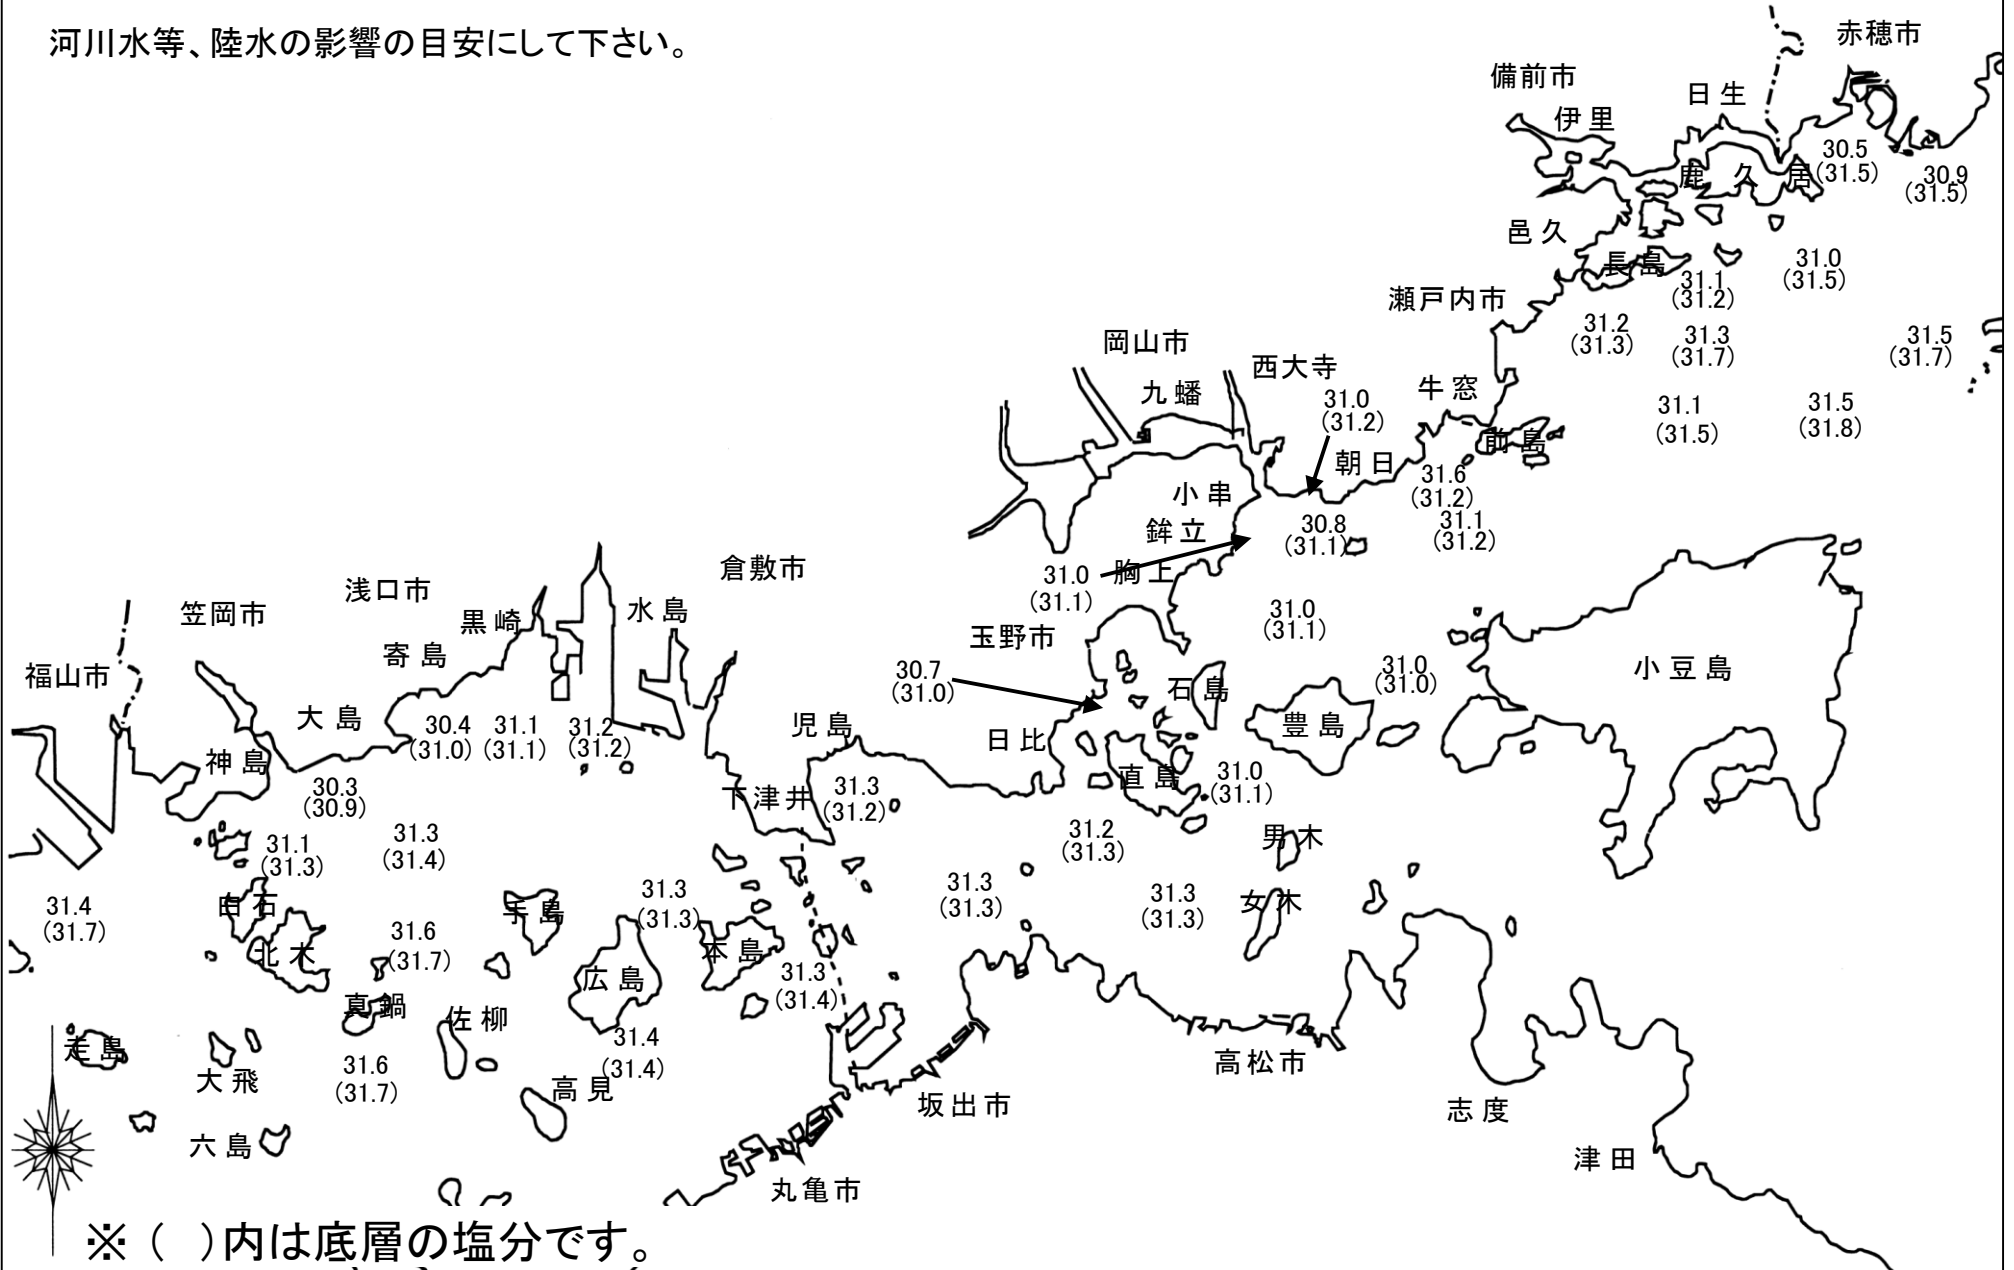 河川水等、陸水の影響の目安にして下さい。
赤穂市
備前市
日生
伊里
30.5
(31.5)
鹿久居
30.9
(31.5)
邑久
長島
31.0
(31.5)
31.1
(31.2)
瀬戸内市
31.2
(31.3)
31.3
(31.7)
31.5
(31.7)
岡山市
西大寺
九蟠
牛窓
31.0
(31.2)
31.1
(31.5)
31.5
(31.8)
前島
朝日
31.6
(31.2)
小串
鉾立
30.8
(31.1)
31.1
(31.2)
胸上
31.0
(31.1)
倉敷市
浅口市
笠岡市
黒崎
水島
31.0
(31.1)
玉野市
寄島
福山市
30.7
(31.0)
31.0
(31.0)
小豆島
石島
大島
30.4
(31.0)
31.1
(31.1)
31.2
(31.2)
児島
日比
豊島
神島
直島
31.0
(31.1)
30.3
(30.9)
下津井
31.3
(31.2)
31.1
(31.3)
31.3
(31.4)
31.2
(31.3)
男木
31.4
(31.7)
白石
手島
31.3
(31.3)
31.3
(31.3)
31.3
(31.3)
女木
31.6
(31.7)
北木
本島
広島
31.3
(31.4)
真鍋
佐柳
走島
31.4
(31.4)
31.6
(31.7)
大飛
高見
高松市
坂出市
志度
六島
津田
丸亀市
※( )内は底層の塩分です。